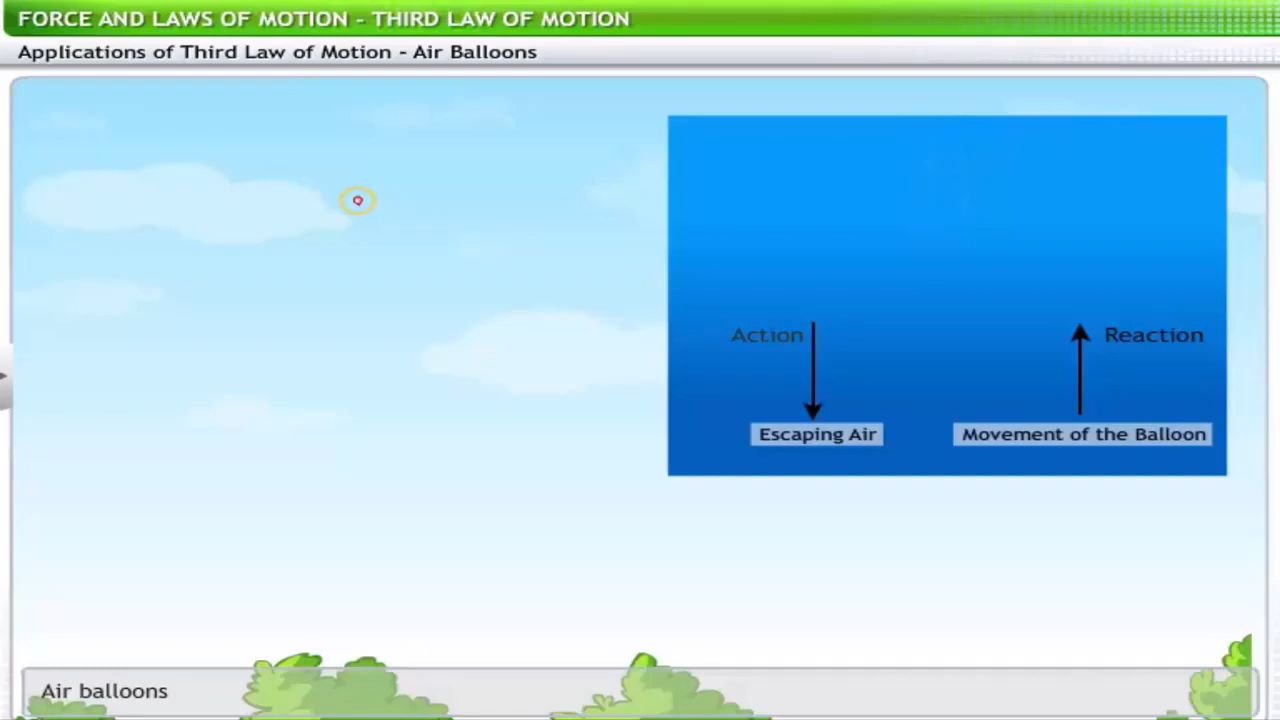 FORCE AND LAWS OF MOTION - THIRD LAW OF MOTION
Applications of Third Law of Motion - Air Balloons
Action
Reaction
Escaping Air
Movement of the Balloon
Air balloons